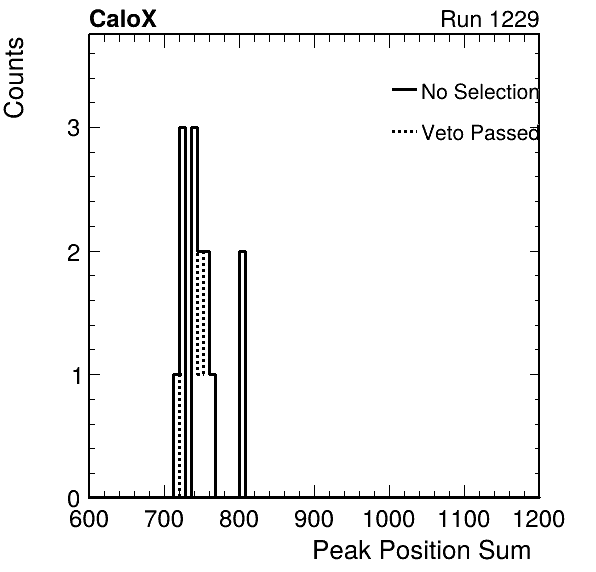 CaloX Run 1229
Counts
No Selection
Veto Passed
3
2
1
0
600 700 800 900 1000 1100 1200
Peak Position Sum